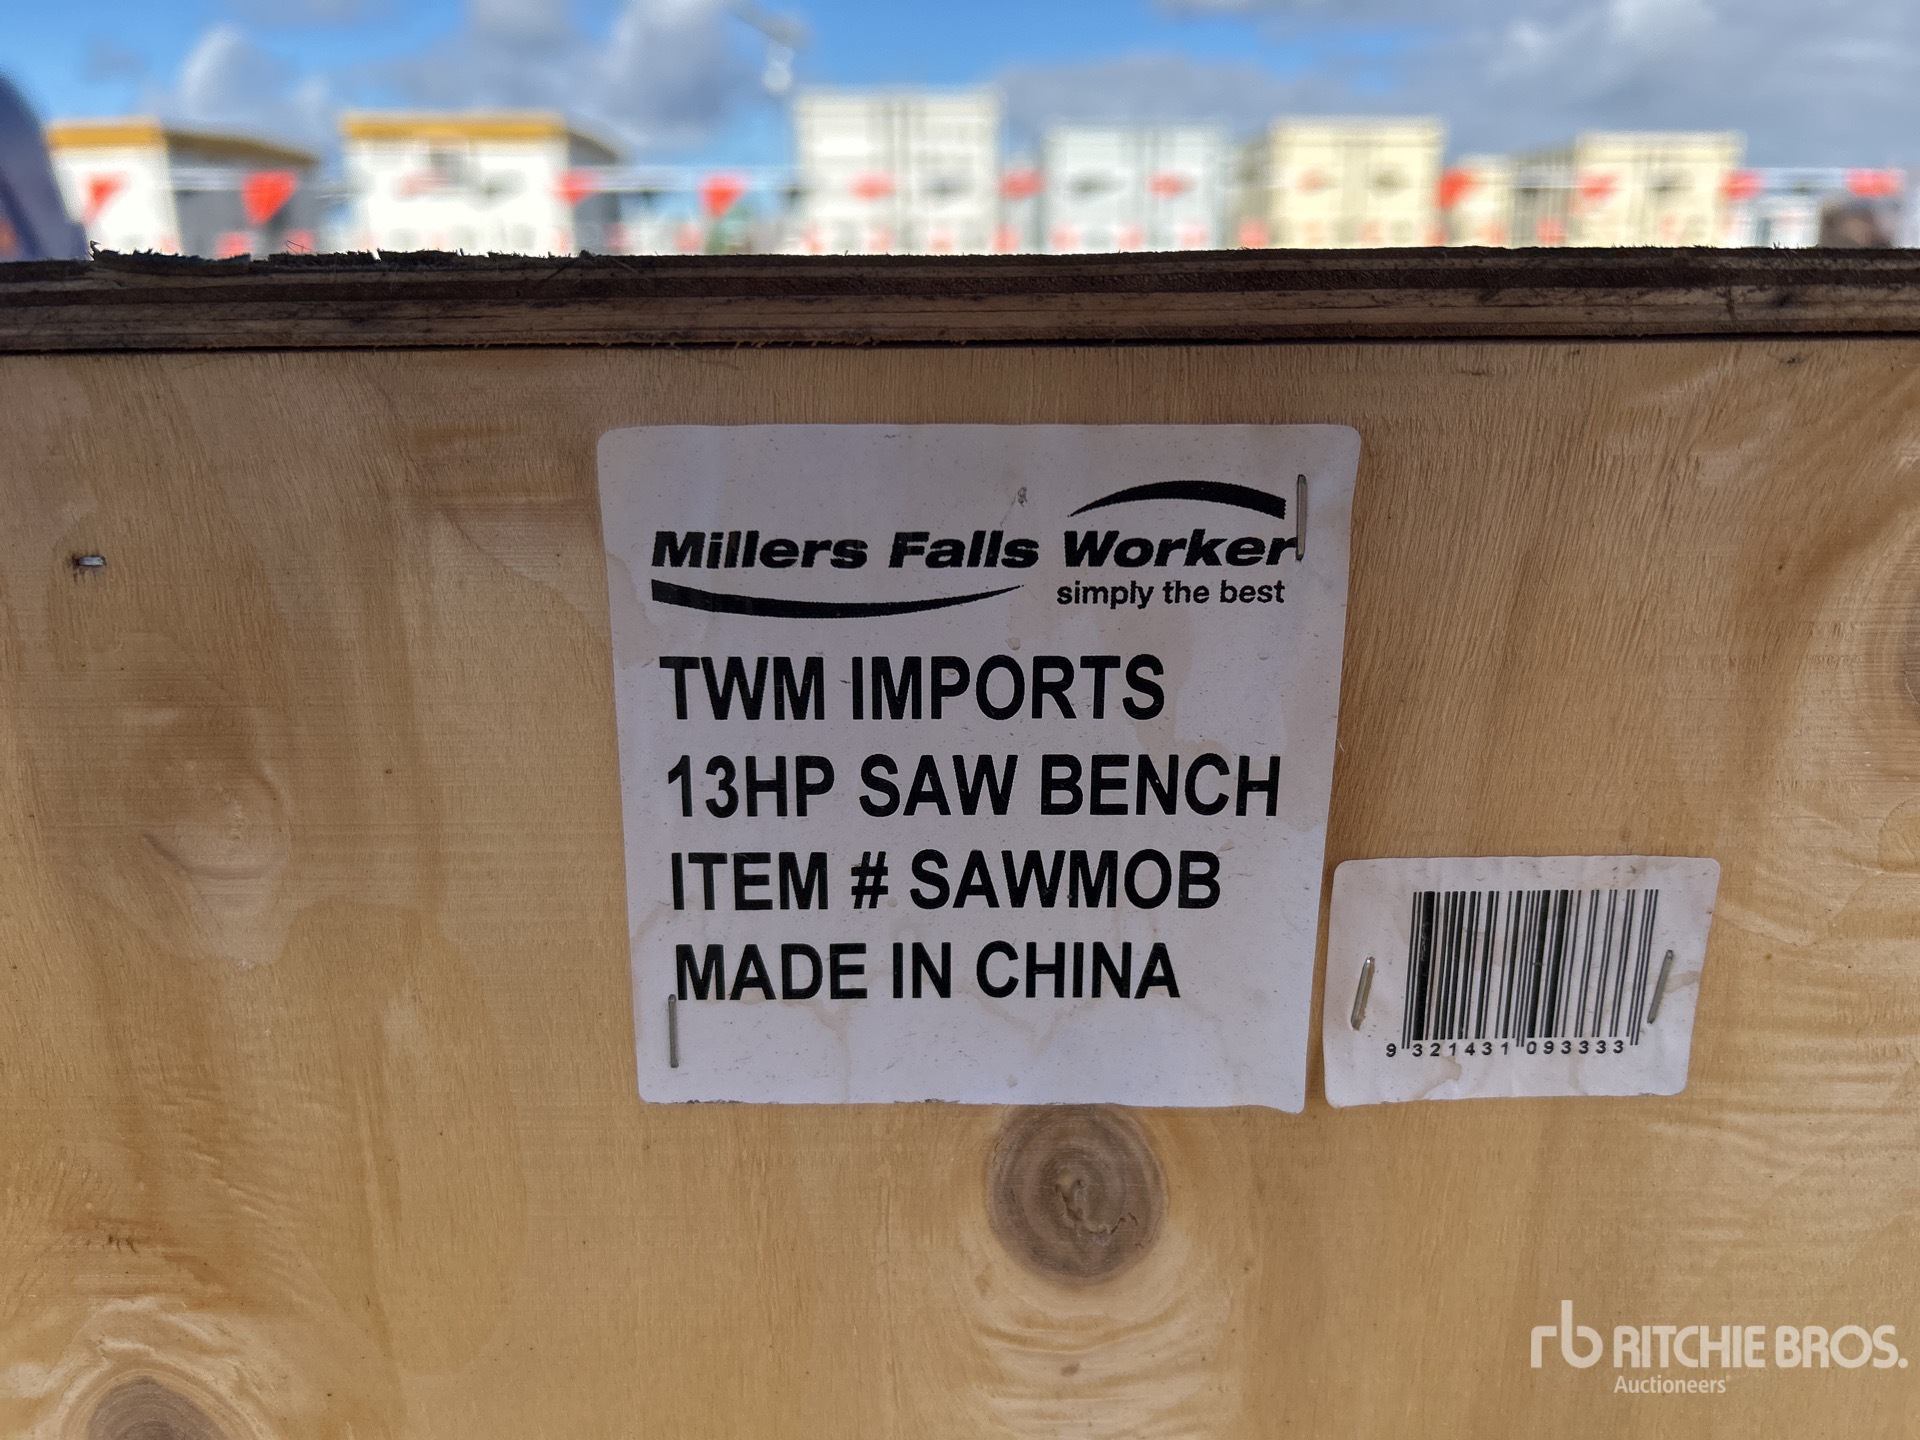 Millers Falls Worker
simply the best
TWM IMPORTS
13HP SAW BENCH
ITEM # SAWMOB
MADE IN CHINA
9 321431 093333
rb RITCHIE BROS.
Auctioneers